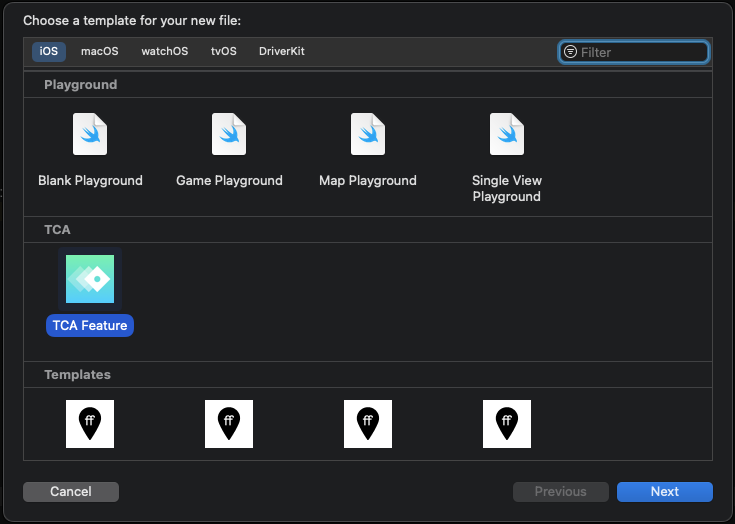 Choose a template for your new file:
iOS macOS watchOS tvOS DriverKit Filter
Playground
Blank Playground Game Playground Map Playground Single View
Playground
TCA
TCA Feature
Templates
ff ff ff ff
Cancel Previous Next